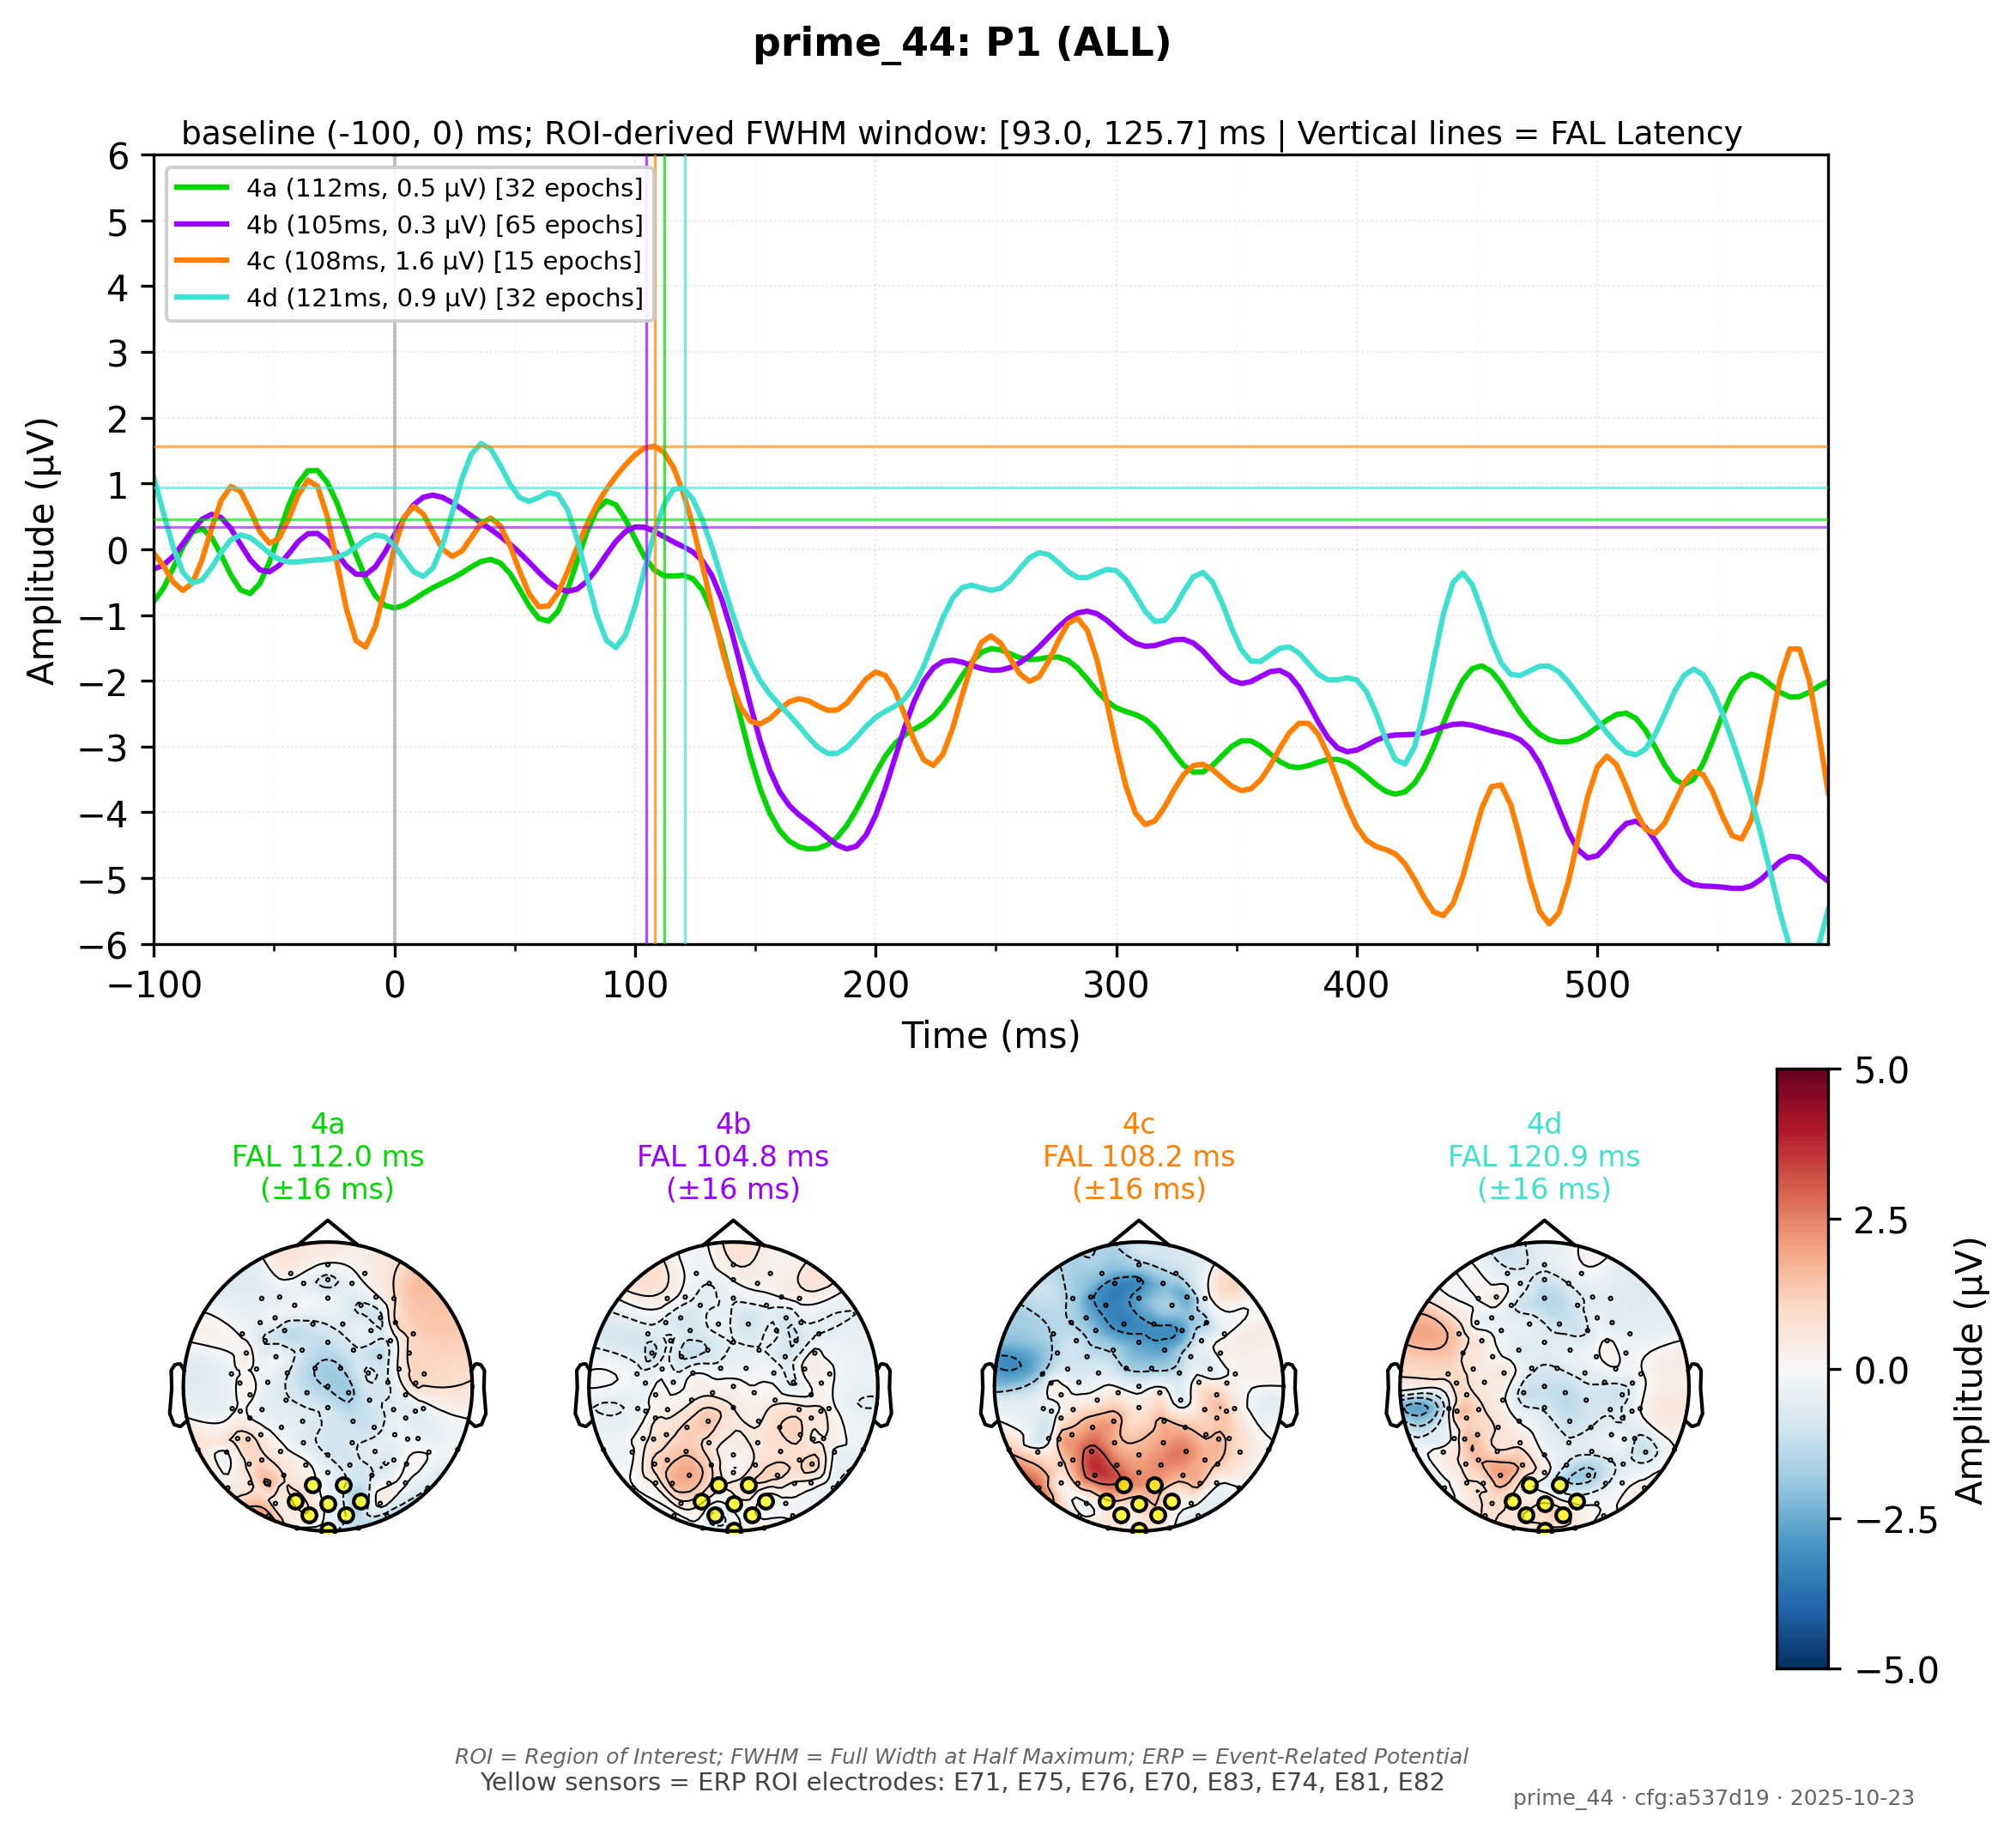 prime_44: P1 (ALL)
baseline (-100, 0) ms; ROI-derived FWHM window: [93.0, 125.7] ms | Vertical lines = FAL Latency
4a (112ms, 0.5 µV) [32 epochs]
4b (105ms, 0.3 µV) [65 epochs]
4c (108ms, 1.6 µV) [15 epochs]
4d (121ms, 0.9 µV) [32 epochs]
Amplitude (µV)
6
5
4
3
2
1
0
−1
−2
−3
−4
−5
−6
−100 0 100 200 300 400 500
Time (ms)
4a
FAL 112.0 ms
(±16 ms)
4b
FAL 104.8 ms
(±16 ms)
4c
FAL 108.2 ms
(±16 ms)
4d
FAL 120.9 ms
(±16 ms)
5.0
2.5
0.0
−2.5
−5.0
Amplitude (µV)
ROI = Region of Interest; FWHM = Full Width at Half Maximum; ERP = Event-Related Potential
Yellow sensors = ERP ROI electrodes: E71, E75, E76, E70, E83, E74, E81, E82
prime_44 · cfg:a537d19 · 2025-10-23